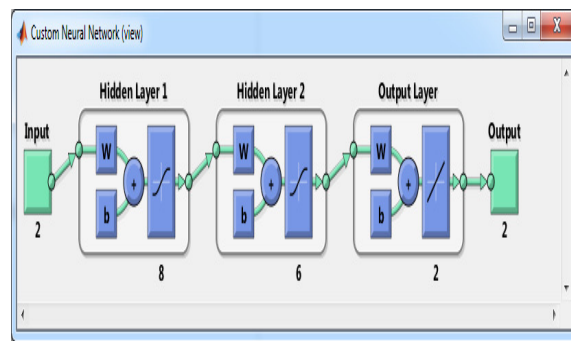 Custom Neural Network (view)
Hidden Layer 1
Hidden Layer 2
Output Layer
Input
Output
W
W
W
+
+
+
b
b
b
2
2
8
6
2